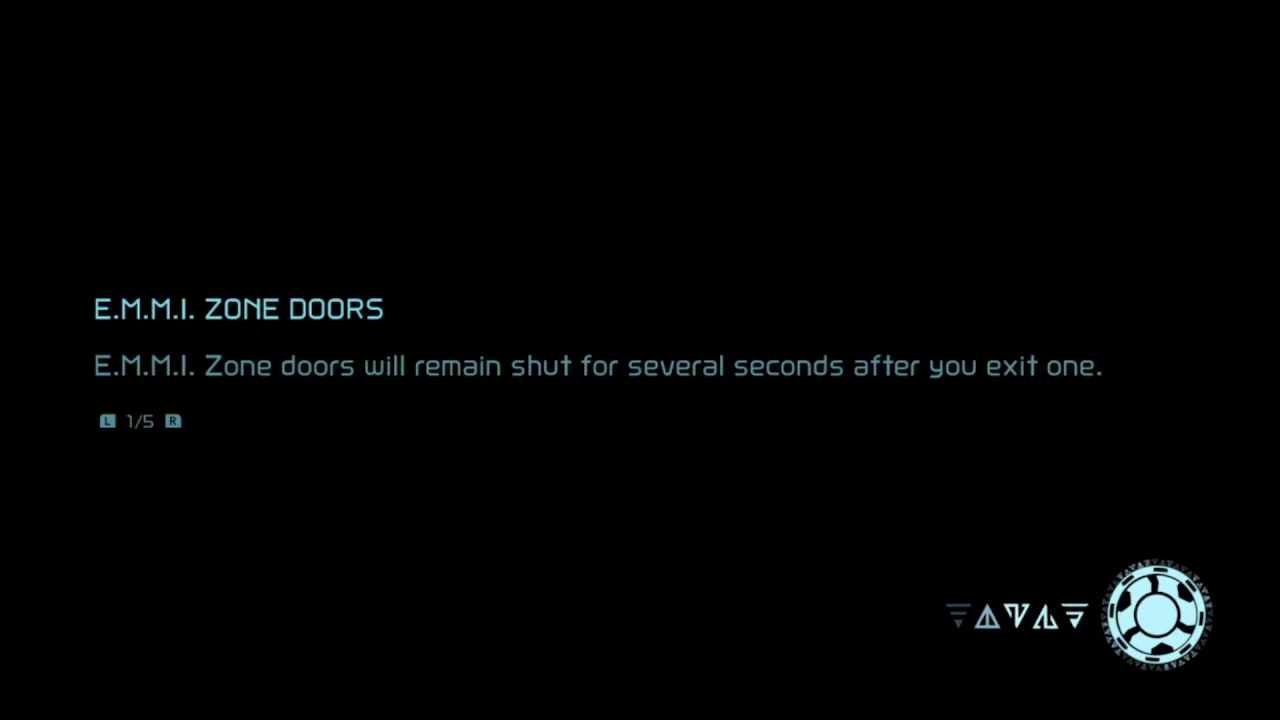 E.M.M.I. ZONE DOORS
E.M.M.I. Zone doors will remain shut for several seconds after you exit one.
L 1/5 R